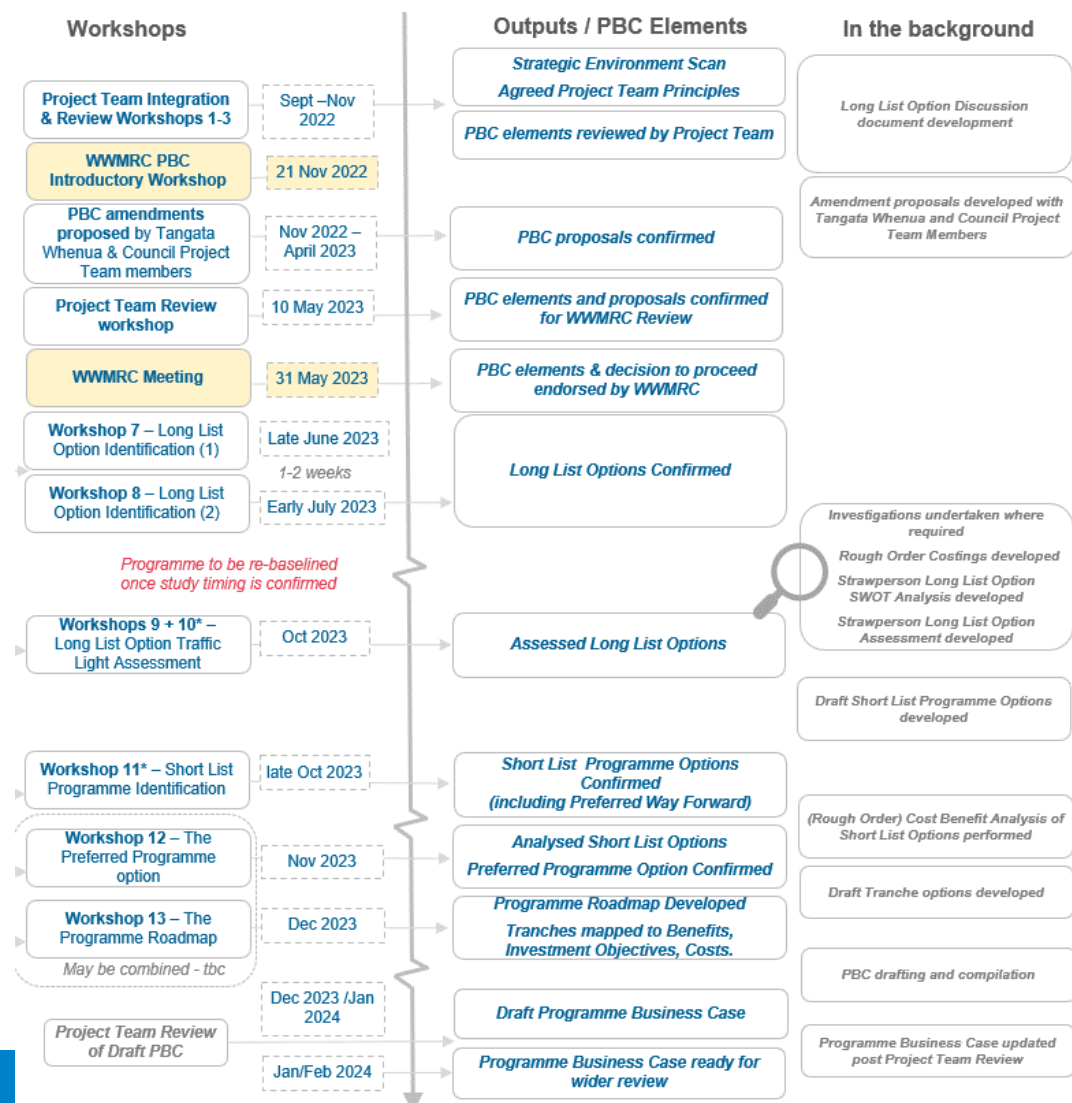 Workshops
Outputs / PBC Elements
In the background
Project Team Integration
& Review Workshops 1-3
Sept –Nov
2022
Strategic Environment Scan
Agreed Project Team Principles
PBC elements reviewed by Project Team
Long List Option Discussion
document development
WWMRC PBC
Introductory Workshop
21 Nov 2022
PBC amendments
proposed by Tangata
Whenua & Council Project
Team members
Nov 2022 –
April 2023
PBC proposals confirmed
Amendment proposals developed with
Tangata Whenua and Council Project
Team Members
Project Team Review
workshop
10 May 2023
PBC elements and proposals confirmed
for WWMRC Review
WWMRC Meeting
31 May 2023
PBC elements & decision to proceed
endorsed by WWMRC
Workshop 7 – Long List
Option Identification (1)
Late June 2023
1-2 weeks
Workshop 8 – Long List
Option Identification (2)
Early July 2023
Long List Options Confirmed
Programme to be re-baselined
once study timing is confirmed
Investigations undertaken where
required
Rough Order Costings developed
Strawperson Long List Option
SWOT Analysis developed
Strawperson Long List Option
Assessment developed
Workshops 9 + 10* –
Long List Option Traffic
Light Assessment
Oct 2023
Assessed Long List Options
Draft Short List Programme Options
developed
Workshop 11* – Short List
Programme Identification
late Oct 2023
Short List  Programme Options
Confirmed
(including Preferred Way Forward)
(Rough Order) Cost Benefit Analysis of
Short List Options performed
Workshop 12 – The
Preferred Programme
option
Nov 2023
Analysed Short List Options
Preferred Programme Option Confirmed
Draft Tranche options developed
Workshop 13 – The
Programme Roadmap
Dec 2023
Programme Roadmap Developed
Tranches mapped to Benefits,
Investment Objectives, Costs.
May be combined - tbc
PBC drafting and compilation
Dec 2023 /Jan
2024
Draft Programme Business Case
Project Team Review
of Draft PBC
Programme Business Case updated
post Project Team Review
Jan/Feb 2024
Programme Business Case ready for
wider review